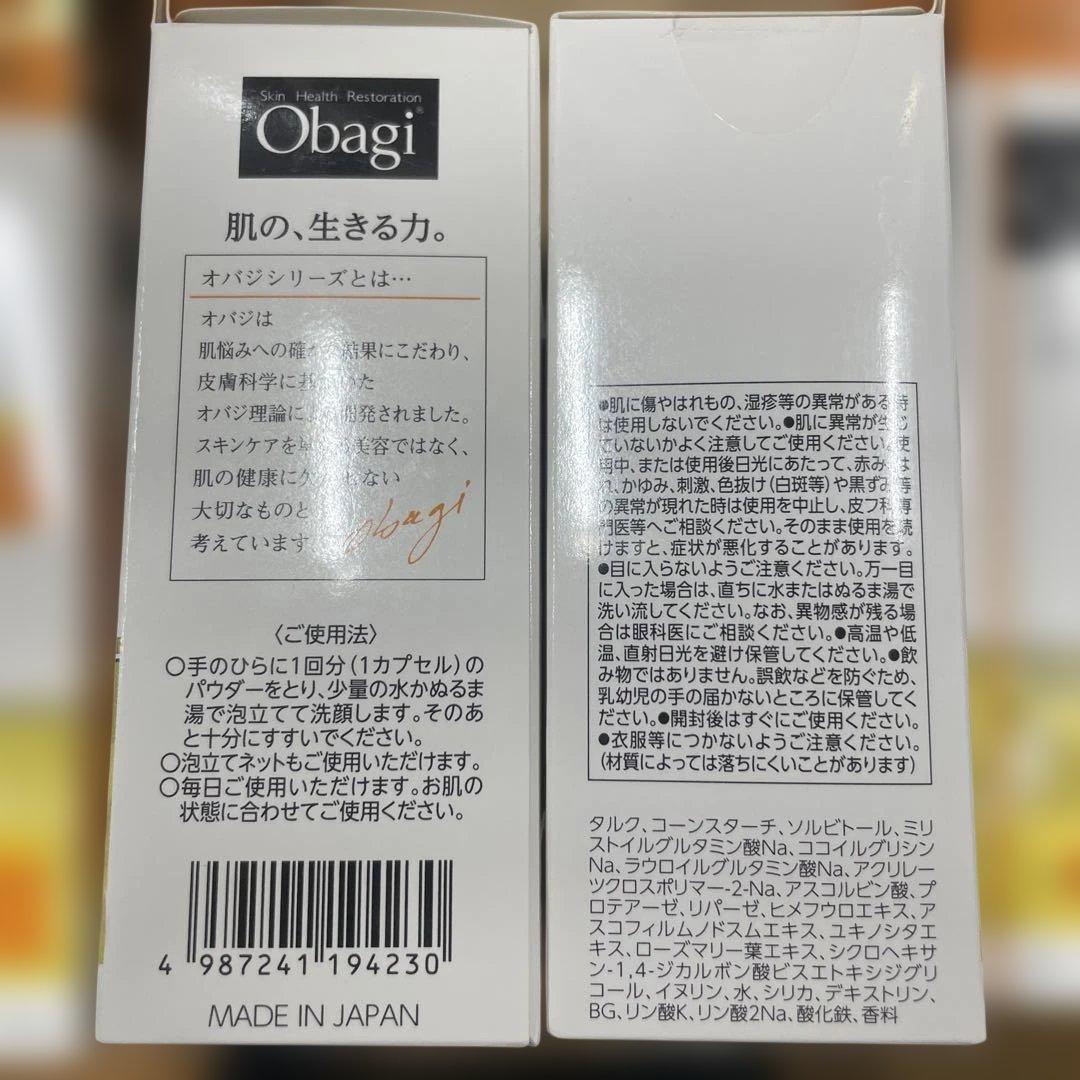 Skin Health Restoration
Obagi®
肌の、生きる力。
オバジシリーズとは…
オバジは
肌悩みへの確か 結果にこだわり、
皮膚科学に基 いた
オバジ理論によ 開発されました。
スキンケアを 美容ではなく、
肌の健康に欠 せない
大切なものと
考えています
Obagi
〈ご使用法〉
○手のひらに1回分(1カプセル)の
パウダーをとり、少量の水かぬるま
湯で泡立てて洗顔します。そのあ
と十分にすすいでください。
○泡立てネットもご使用いただけます。
○毎日ご使用いただけます。お肌の
状態に合わせてご使用ください。
4 987241 194230
MADE IN JAPAN
●肌に傷やはれもの、湿疹等の異常がある時
は使用しないでください。●肌に異常が生じ
ていないかよく注意してご使用ください。使
用中、または使用後日光にあたって、赤み、は
れ、かゆみ、刺激、色抜け(白斑等)や黒ずみ等
の異常が現れた時は使用を中止し、皮フ科専
門医等へご相談ください。そのまま使用を続
けますと、症状が悪化することがあります。
●目に入らないようご注意ください。万一目
に入った場合は、直ちに水またはぬるま湯で
洗い流してください。なお、異物感が残る場
合は眼科医にご相談ください。●高温や低
温、直射日光を避け保管してください。●飲
み物ではありません。誤飲などを防ぐため、
乳幼児の手の届かないところに保管してく
ださい。●開封後はすぐにご使用ください。
●衣服等につかないようご注意ください。
(材質によっては落ちにくいことがあります)
タルク、コーンスターチ、ソルビトール、ミリ
ストイルグルタミン酸Na、ココイルグリシン
Na、ラウロイルグルタミン酸Na、アクリレー
ツクロスポリマー-2-Na、アスコルビン酸、プ
ロテアーゼ、リパーゼ、ヒメフウロエキス、ア
スコフィルムノドスムエキス、ユキノシタエ
キス、ローズマリー葉エキス、シクロヘキサ
ン-1,4-ジカルボン酸ビスエトキシジグリ
コール、イヌリン、水、シリカ、デキストリン、
BG、リン酸K、リン酸2Na、酸化鉄、香料